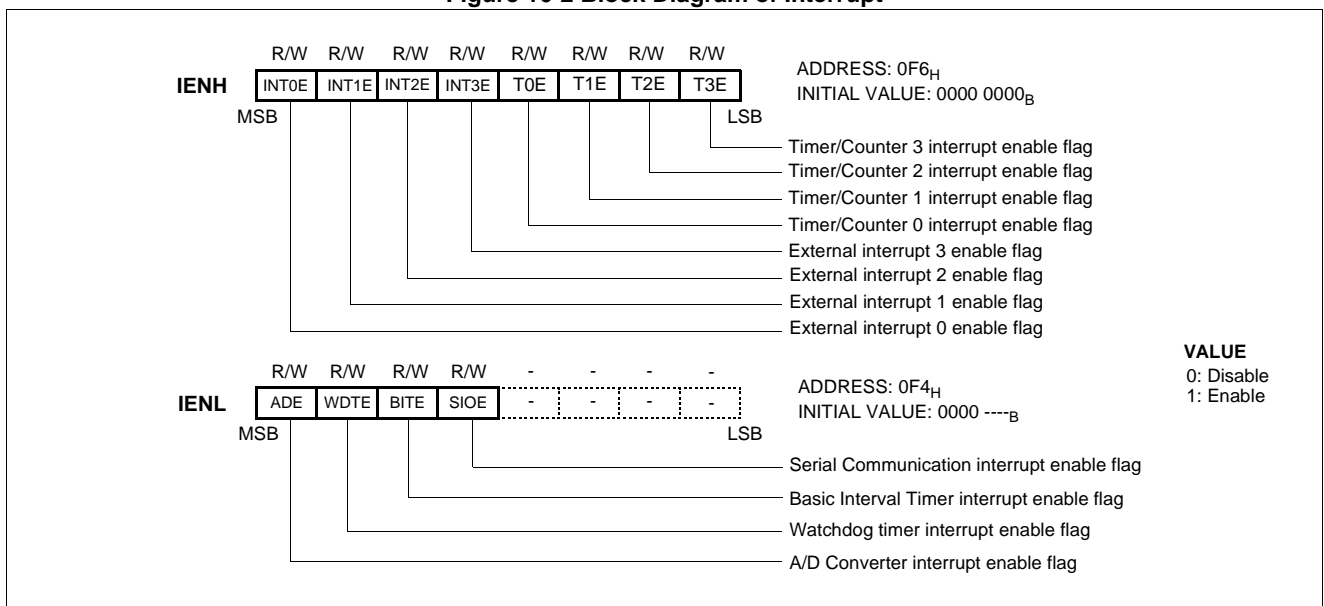 Figure 16-2 Block Diagram of Interrupt
R/W R/W R/W R/W R/W R/W R/W R/W
IENH INT0E INT1E INT2E INT3E T0E T1E T2E T3E
ADDRESS: 0F6H
INITIAL VALUE: 0000 0000B
MSB LSB
Timer/Counter 3 interrupt enable flag
Timer/Counter 2 interrupt enable flag
Timer/Counter 1 interrupt enable flag
Timer/Counter 0 interrupt enable flag
External interrupt 3 enable flag
External interrupt 2 enable flag
External interrupt 1 enable flag
External interrupt 0 enable flag
VALUE
0: Disable
1: Enable
R/W R/W R/W R/W - - - -
IENL ADE WDTE BITE SIOE - - - -
ADDRESS: 0F4H
INITIAL VALUE: 0000 ----B
MSB LSB
Serial Communication interrupt enable flag
Basic Interval Timer interrupt enable flag
Watchdog timer interrupt enable flag
A/D Converter interrupt enable flag